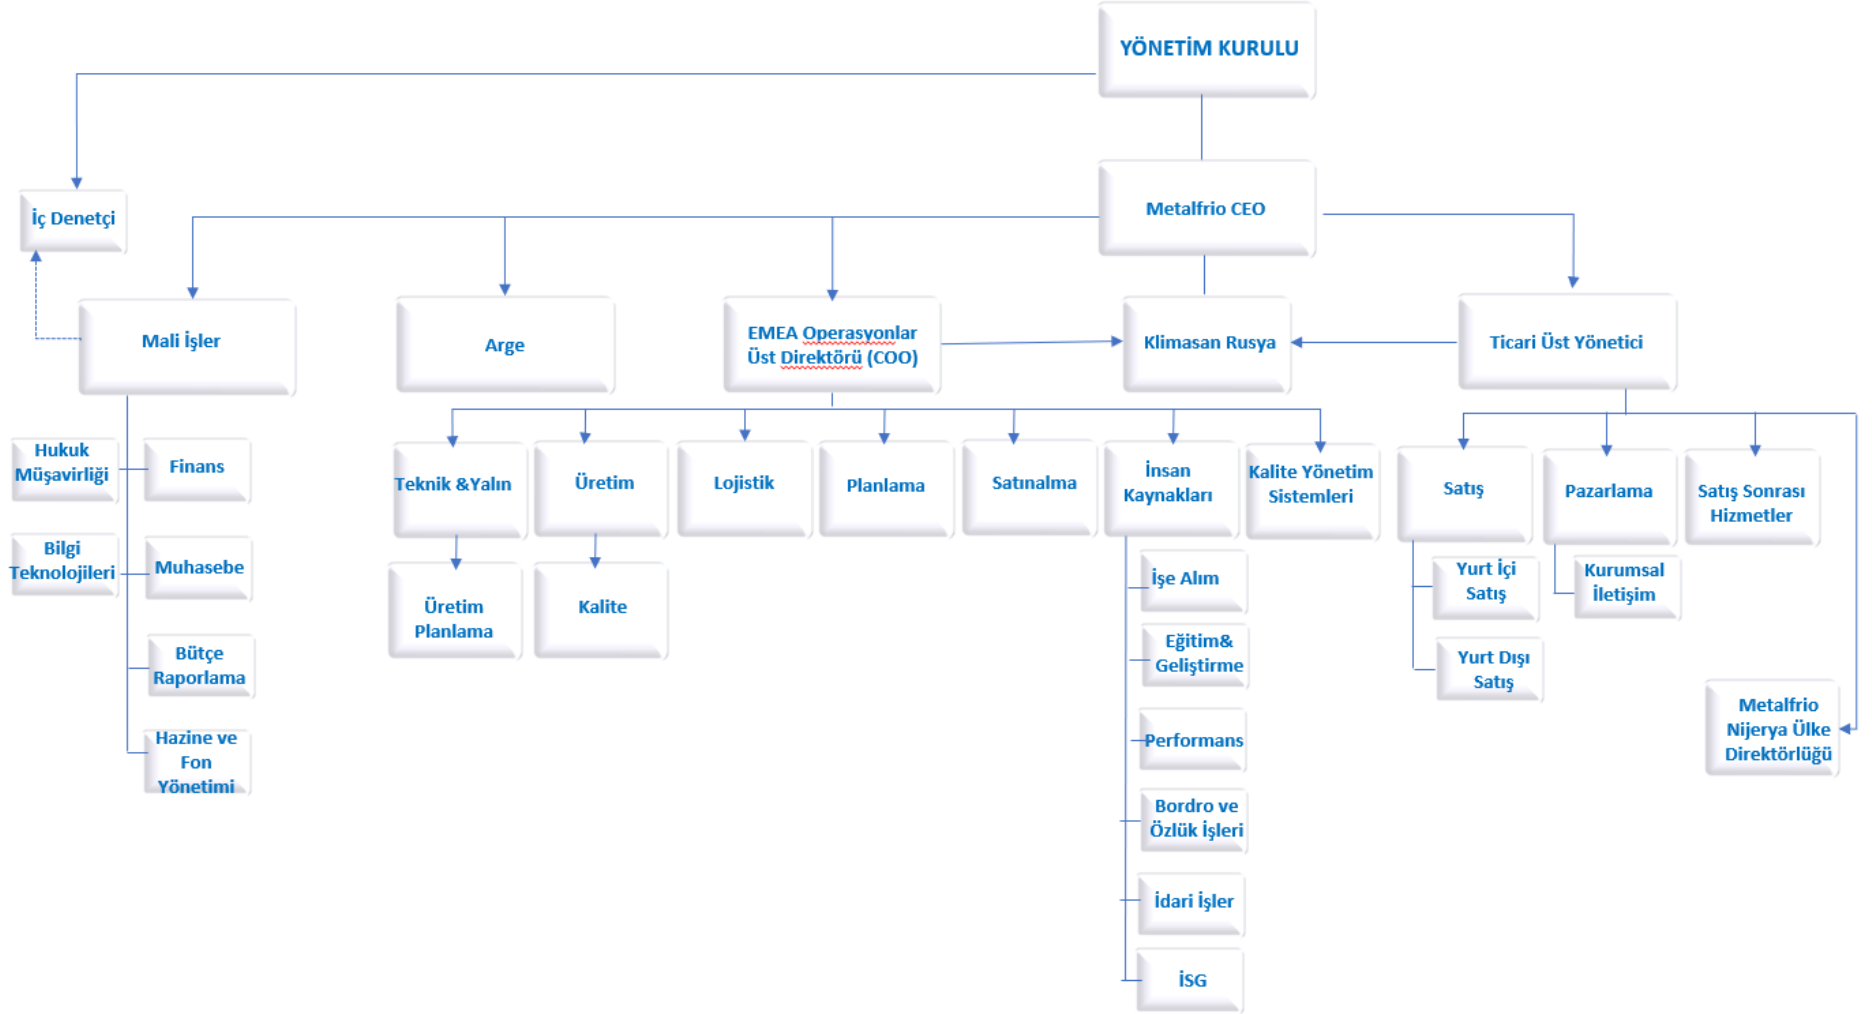 YÖNETİM KURULU
Metalfrio CEO
İç Denetçi
Mali İşler
Arge
EMEA Operasyonlar
Üst Direktörü (COO)
Klimasan Rusya
Ticari Üst Yönetici
Hukuk
Müşavirliği
Finans
Bilgi
Teknolojileri
Muhasebe
Bütçe
Raporlama
Hazine ve
Fon
Yönetimi
Teknik &Yalın
Üretim
Lojistik
Planlama
Satınalma
İnsan
Kaynakları
Kalite Yönetim
Sistemleri
Üretim
Planlama
Kalite
İşe Alım
Eğitim&
Geliştirme
Performans
Bordro ve
Özlük İşleri
İdari İşler
İSG
Satış
Pazarlama
Satış Sonrası
Hizmetler
Yurt İçi
Satış
Kurumsal
İletişim
Yurt Dışı
Satış
Metalfrio
Nijerya Ülke
Direktörlüğü